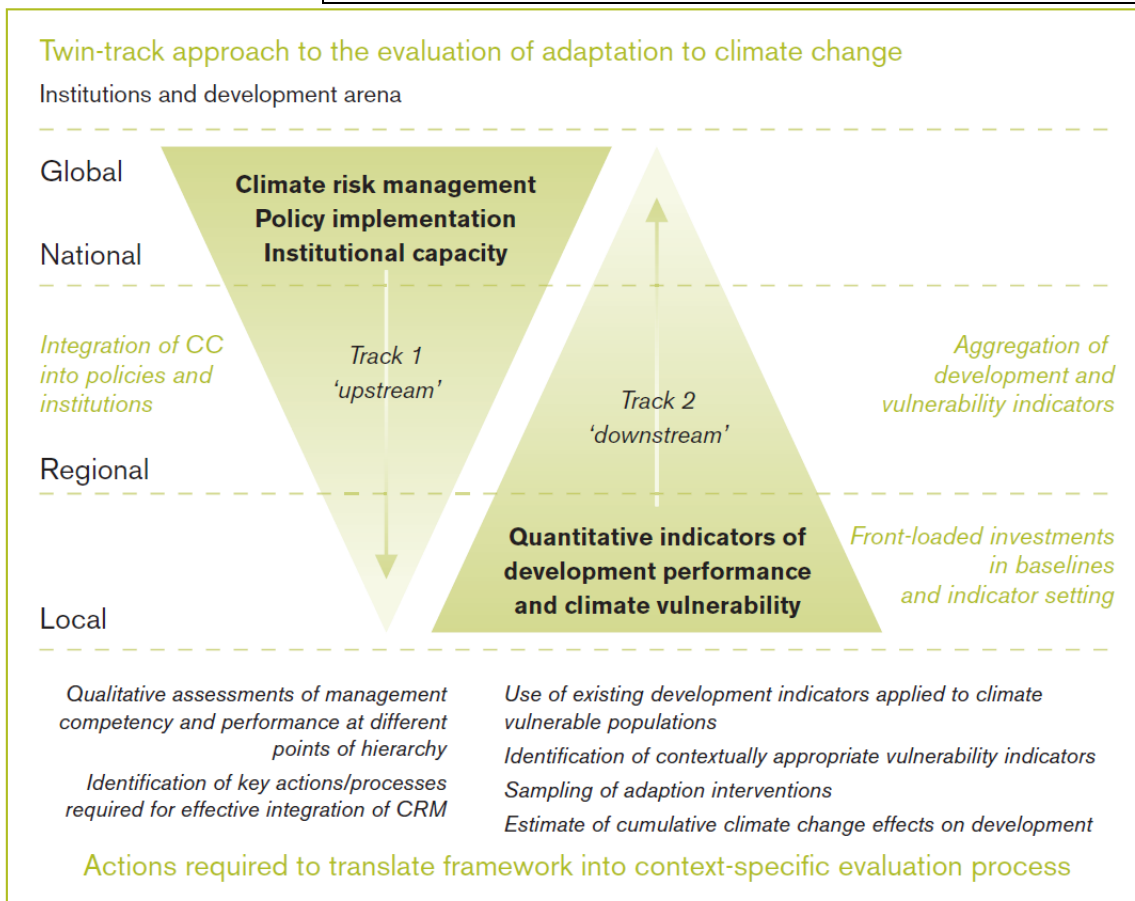 Twin-track approach to the evaluation of adaptation to climate change
Institutions and development arena
Global
National
Climate risk management
Policy implementation
Institutional capacity
Integration of CC
into policies and
institutions
Track 1
‘upstream’
Track 2
‘downstream’
Aggregation of
development and
vulnerability indicators
Regional
Local
Quantitative indicators of
development performance
and climate vulnerability
Front-loaded investments
in baselines
and indicator setting
Qualitative assessments of management
competency and performance at different
points of hierarchy
Identification of key actions/processes
required for effective integration of CRM
Use of existing development indicators applied to climate
vulnerable populations
Identification of contextually appropriate vulnerability indicators
Sampling of adaption interventions
Estimate of cumulative climate change effects on development
Actions required to translate framework into context-specific evaluation process